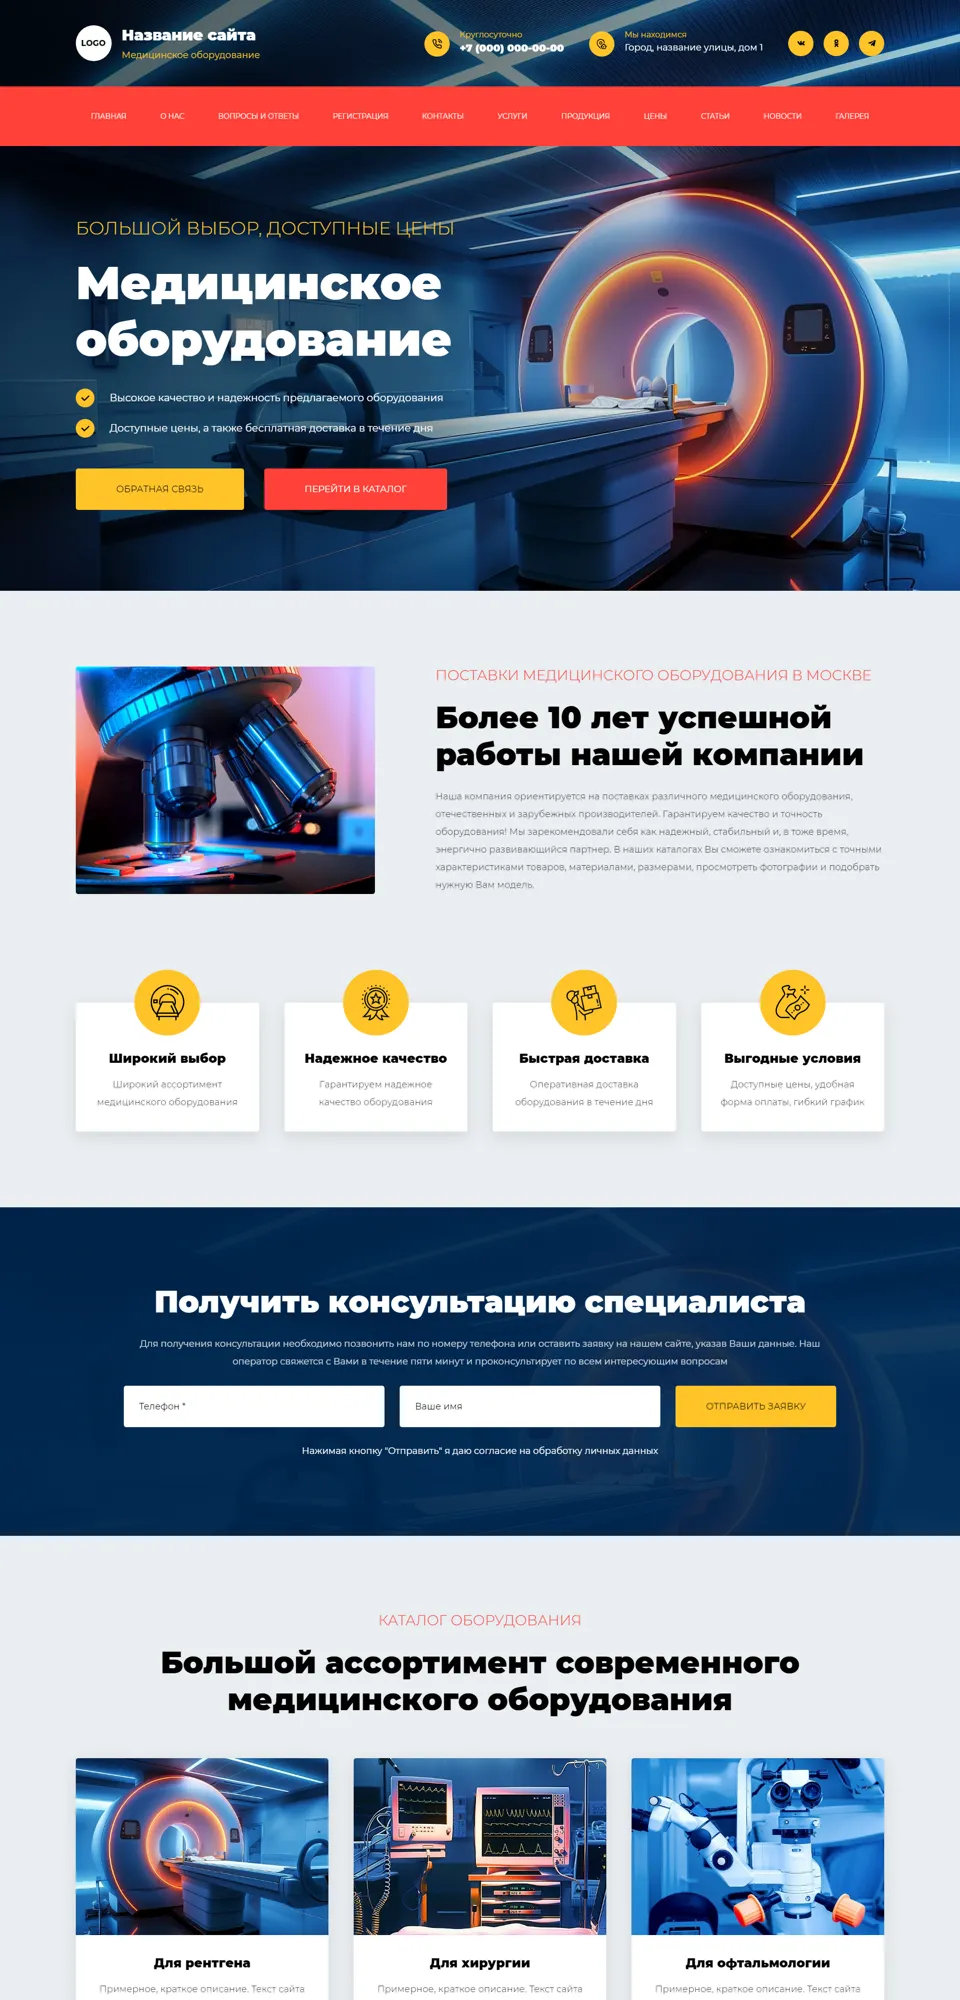 LOGO
Название сайта
Медицинское оборудование
Круглосуточно
+7 (000) 000-00-00
Мы находимся
Город, название улицы, дом 1
ГЛАВНАЯ
О НАС
ВОПРОСЫ И ОТВЕТЫ
РЕГИСТРАЦИЯ
КОНТАКТЫ
УСЛУГИ
ПРОДУКЦИЯ
ЦЕНЫ
СТАТЬИ
НОВОСТИ
ГАЛЕРЕЯ
БОЛЬШОЙ ВЫБОР, ДОСТУПНЫЕ ЦЕНЫ
Медицинское
оборудование
Высокое качество и надежность предлагаемого оборудования
Доступные цены, а также бесплатная доставка в течение дня
ОБРАТНАЯ СВЯЗЬ
ПЕРЕЙТИ В КАТАЛОГ
ПОСТАВКИ МЕДИЦИНСКОГО ОБОРУДОВАНИЯ В МОСКВЕ
Более 10 лет успешной
работы нашей компании
Наша компания ориентируется на поставках различного медицинского оборудования,
отечественных и зарубежных производителей. Гарантируем качество и точность
оборудования! Мы зарекомендовали себя как надежный, стабильный и, в тоже время,
энергично развивающийся партнер. В наших каталогах Вы сможете ознакомиться с точными
характеристиками товаров, материалами, размерами, просмотреть фотографии и подобрать
нужную Вам модель.
Широкий выбор
Широкий ассортимент
медицинского оборудования
Надежное качество
Гарантируем надежное
качество оборудования
Быстрая доставка
Оперативная доставка
оборудования в течение дня
Выгодные условия
Доступные цены, удобная
форма оплаты, гибкий график
Получить консультацию специалиста
Для получения консультации необходимо позвонить нам по номеру телефона или оставить заявку на нашем сайте, указав Ваши данные. Наш
оператор свяжется с Вами в течение пяти минут и проконсультирует по всем интересующим вопросам
Телефон *
Ваше имя
ОТПРАВИТЬ ЗАЯВКУ
Нажимая кнопку "Отправить" я даю согласие на обработку личных данных
КАТАЛОГ ОБОРУДОВАНИЯ
Большой ассортимент современного
медицинского оборудования
Для рентгена
Примерное, краткое описание. Текст сайта
Для хирургии
Примерное, краткое описание. Текст сайта
Для офтальмологии
Примерное, краткое описание. Текст сайта